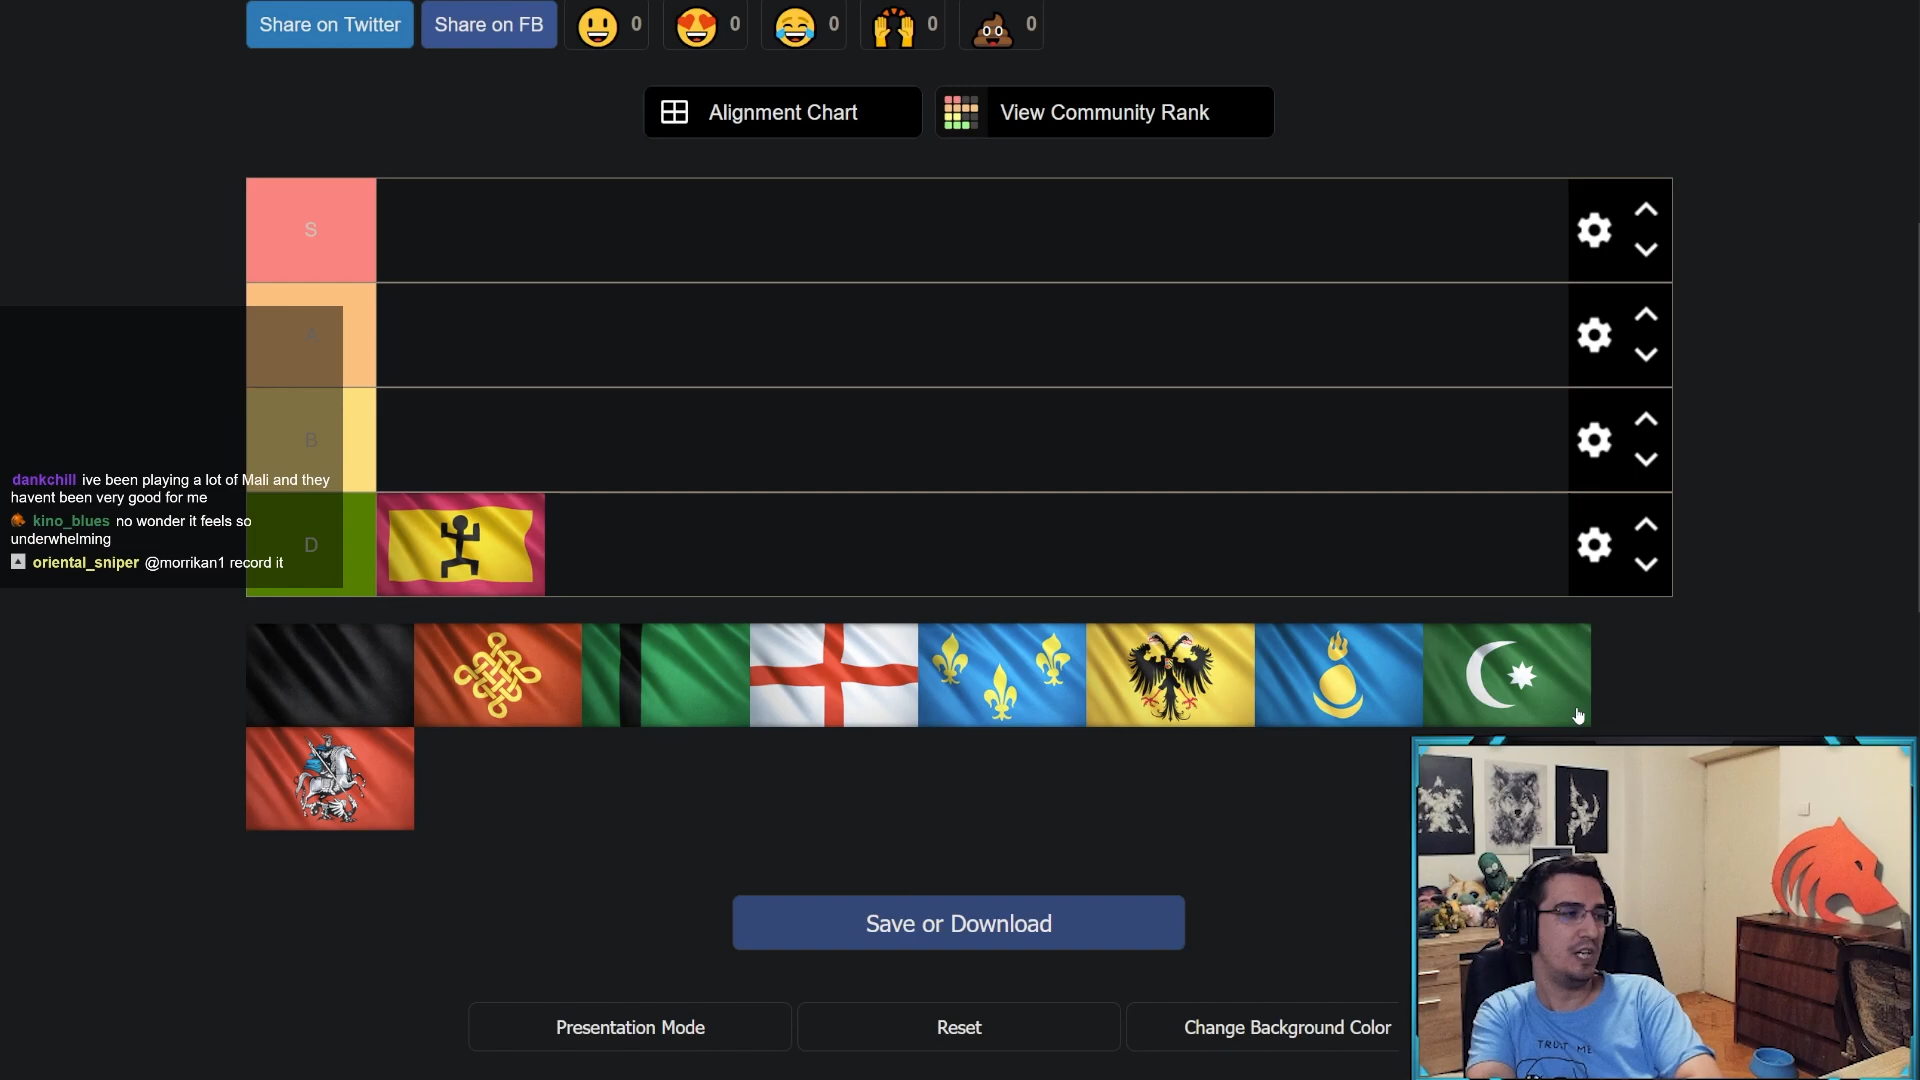 Share on Twitter
Share on FB
0
0
0
0
0
Alignment Chart
View Community Rank
S
A
B
dankchill ive been playing a lot of Mali and they
havent been very good for me
kino_blues no wonder it feels so
underwhelming
D
oriental_sniper @morrikan1 record it
Save or Download
Presentation Mode
Reset
Change Background Color
TRUST ME